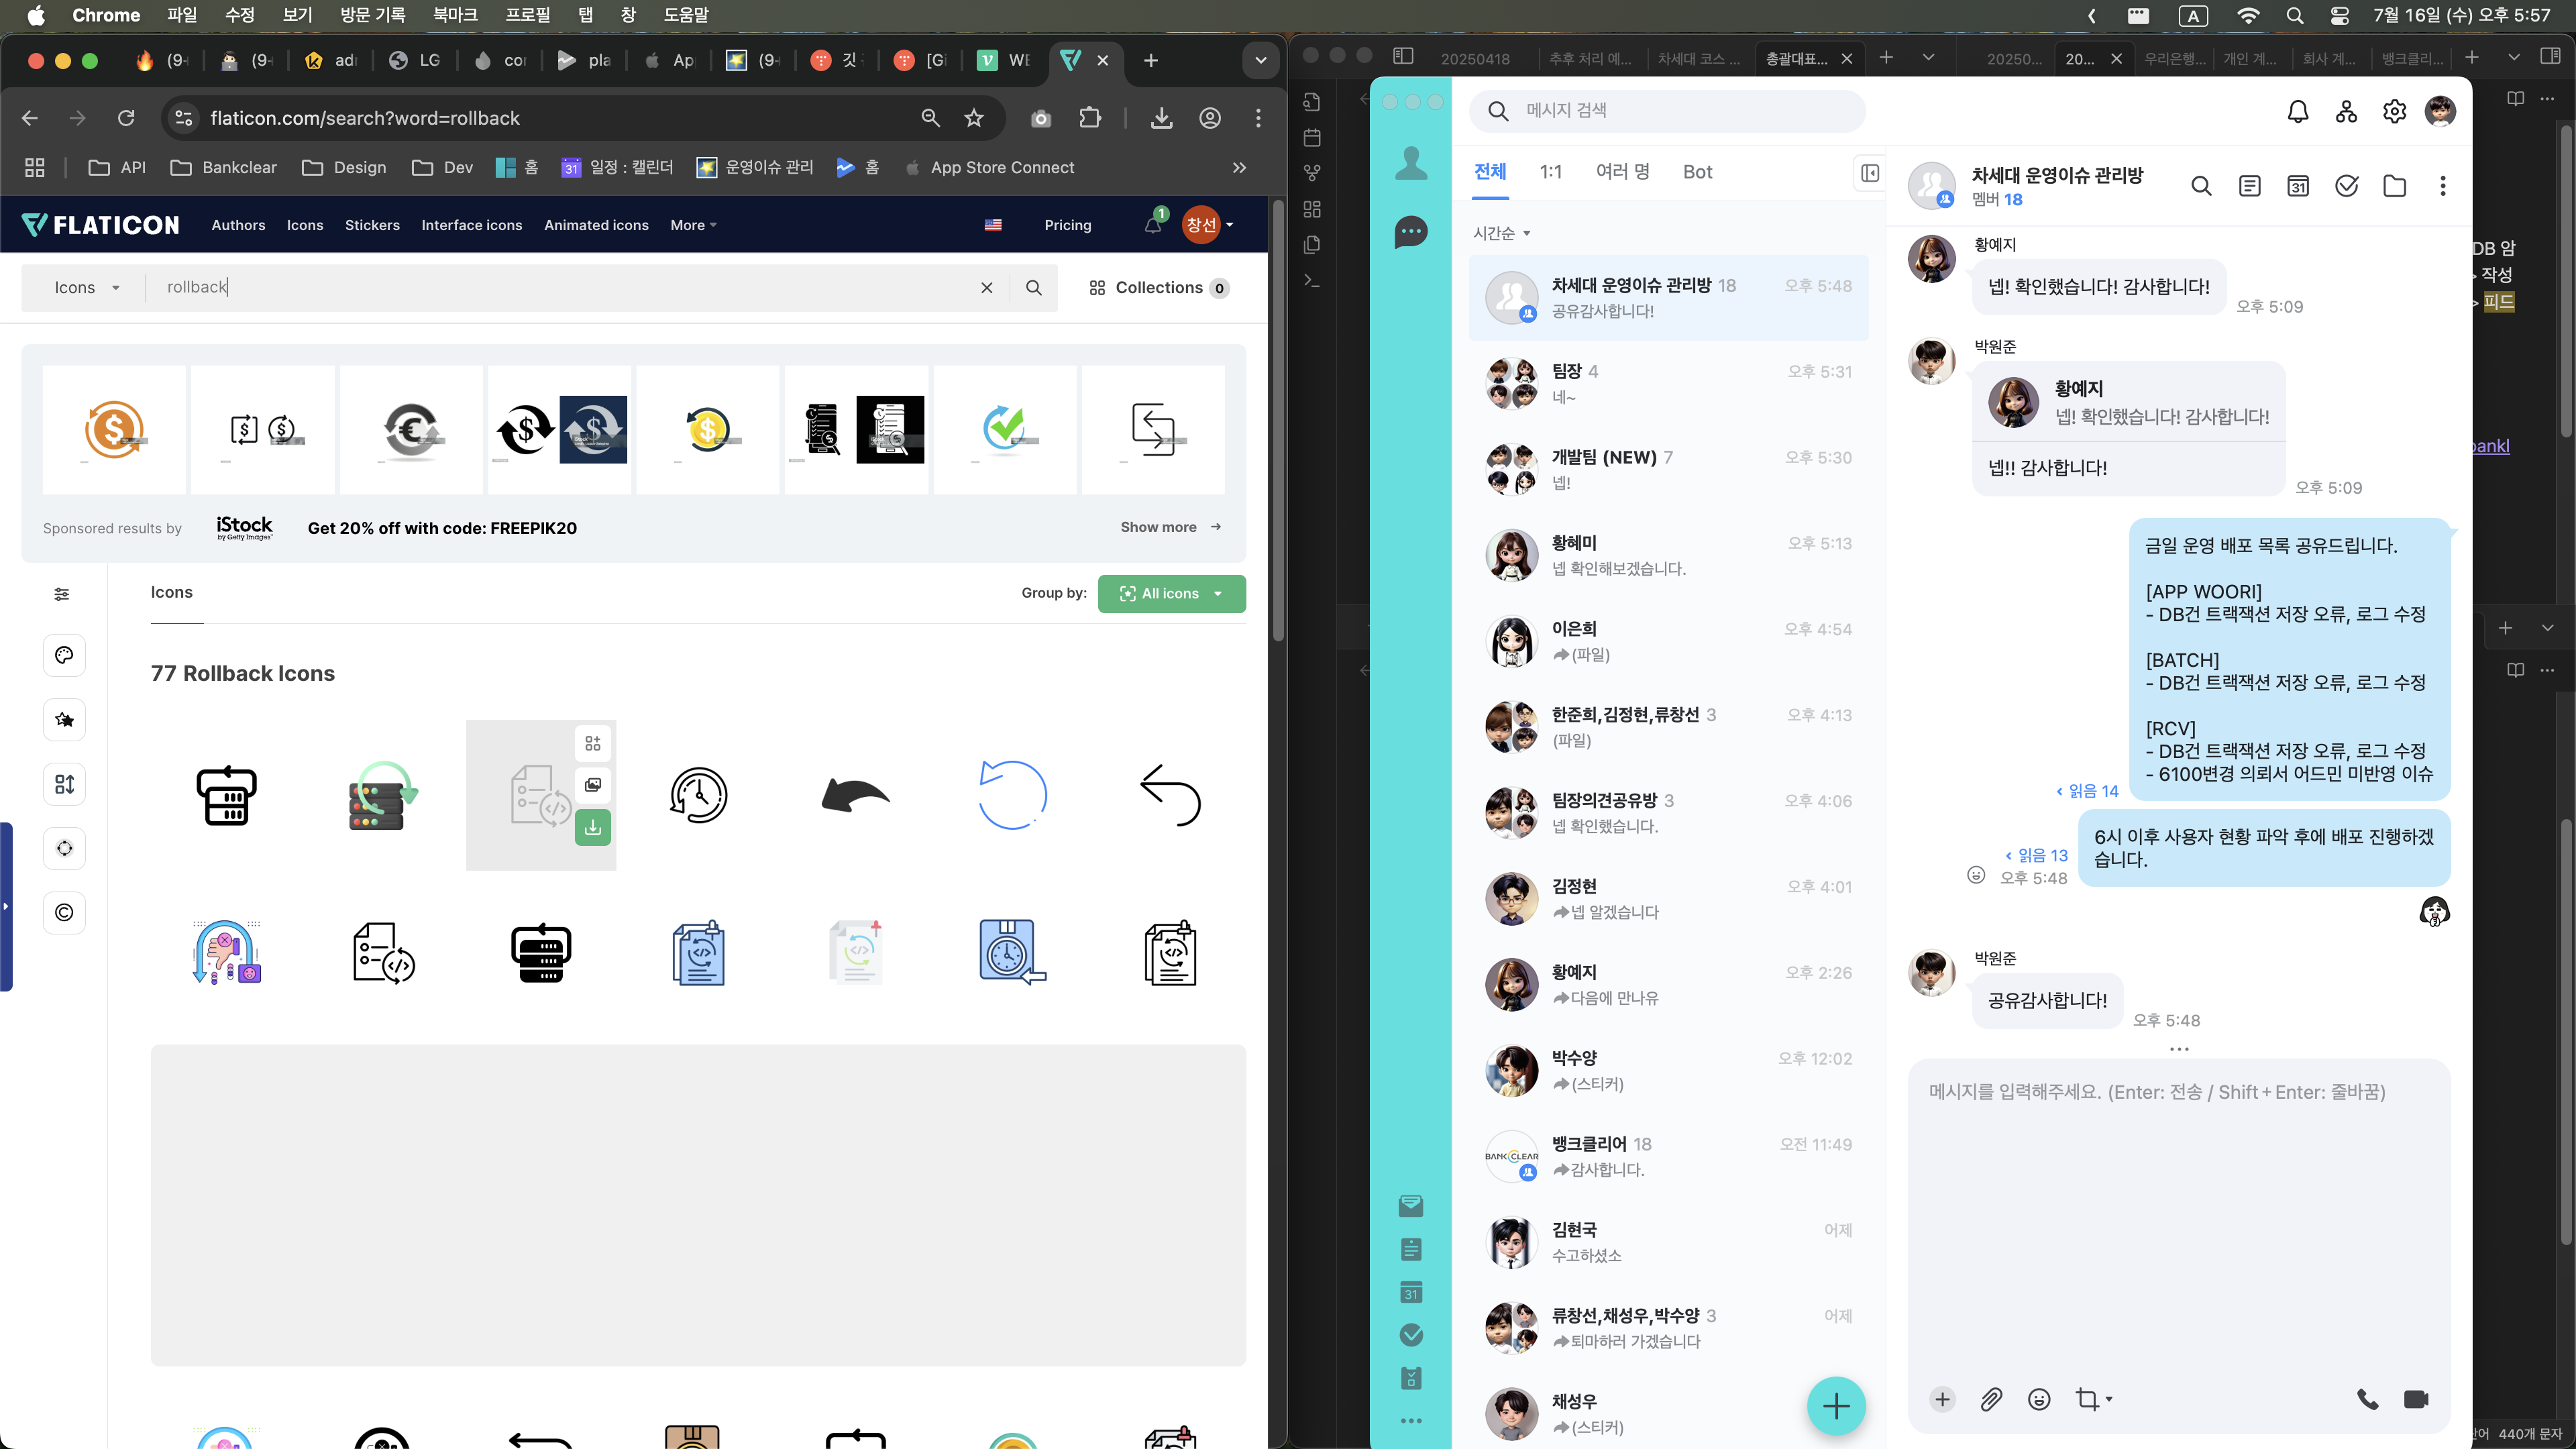 Chrome 파일 수정 보기 방문 기록 북마크 프로필 탭 창 도움말
A 7월 16일 (수) 오후 5:57
LG
flaticon.com/search?word=rollback
API Bankclear Design Dev 홈 일정 : 캘린더 운영이슈 관리 홈 App Store Connect
FLATICON Authors Icons Stickers Interface icons Animated icons More Pricing 1 창선
Icons rollback Collections 0
Sponsored results by iStock by Getty Images Get 20% off with code: FREEPIK20 Show more
Icons Group by: All icons
77 Rollback Icons
20250418 추후 처리 예... 차세대 코스 ... 총괄대표... 20250... 20... 우리은행... 개인 계... 회사 계... 뱅크클리...
메시지 검색
전체 1:1 여러 명 Bot
시간순
차세대 운영이슈 관리방 18 오후 5:48
공유감사합니다!
팀장 4 오후 5:31
네~
개발팀 (NEW) 7 오후 5:30
넵!
황혜미 오후 5:13
넵 확인해보겠습니다.
이은희 오후 4:54
(파일)
한준희,김정현,류창선 3 오후 4:13
(파일)
팀장의견공유방 3 오후 4:06
넵 확인했습니다.
김정현 오후 4:01
넵 알겠습니다
황예지 오후 2:26
다음에 만나유
박수양 오후 12:02
(스티커)
뱅크클리어 18 오전 11:49
BANKCLEAR
감사합니다.
김현국 어제
수고하셨소
류창선,채성우,박수양 3 어제
퇴마하러 가겠습니다
채성우
(스티커)
차세대 운영이슈 관리방
멤버 18
황예지
넵! 확인했습니다! 감사합니다!
오후 5:09
박원준
황예지
넵! 확인했습니다! 감사합니다!
넵!! 감사합니다!
오후 5:09
금일 운영 배포 목록 공유드립니다.
[APP WOORI]
- DB건 트랙잭션 저장 오류, 로그 수정
[BATCH]
- DB건 트랙잭션 저장 오류, 로그 수정
[RCV]
- DB건 트랙잭션 저장 오류, 로그 수정
- 6100변경 의뢰서 어드민 미반영 이슈
읽음 14
6시 이후 사용자 현황 파악 후에 배포 진행하겠
습니다.
읽음 13
오후 5:48
박원준
공유감사합니다!
오후 5:48
메시지를 입력해주세요. (Enter: 전송 / Shift + Enter: 줄바꿈)
DB 암
> 작성
> 피드
bankl
440개 문자